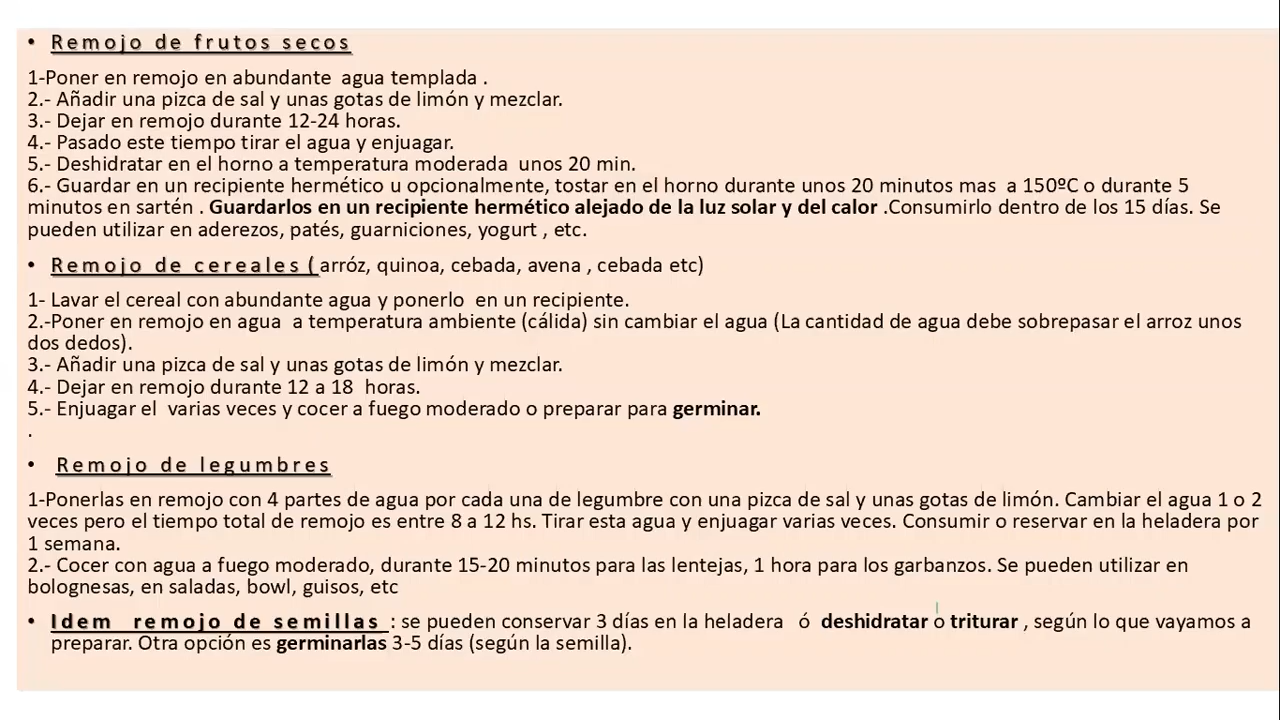 • Remojo de frutos secos
1-Poner en remojo en abundante agua templada .
2.- Añadir una pizca de sal y unas gotas de limón y mezclar.
3.- Dejar en remojo durante 12-24 horas.
4.- Pasado este tiempo tirar el agua y enjuagar.
5.- Deshidratar en el horno a temperatura moderada unos 20 min.
6.- Guardar en un recipiente hermético u opcionalmente, tostar en el horno durante unos 20 minutos mas a 150ºC o durante 5
minutos en sartén . Guardarlos en un recipiente hermético alejado de la luz solar y del calor .Consumirlo dentro de los 15 días. Se
pueden utilizar en aderezos, patés, guarniciones, yogurt , etc.
• Remojo de cereales ( arróz, quinoa, cebada, avena , cebada etc)
1- Lavar el cereal con abundante agua y ponerlo en un recipiente.
2.-Poner en remojo en agua a temperatura ambiente (cálida) sin cambiar el agua (La cantidad de agua debe sobrepasar el arroz unos
dos dedos).
3.- Añadir una pizca de sal y unas gotas de limón y mezclar.
4.- Dejar en remojo durante 12 a 18 horas.
5.- Enjuagar el varias veces y cocer a fuego moderado o preparar para germinar.
.
• Remojo de legumbres
1-Ponerlas en remojo con 4 partes de agua por cada una de legumbre con una pizca de sal y unas gotas de limón. Cambiar el agua 1 o 2
veces pero el tiempo total de remojo es entre 8 a 12 hs. Tirar esta agua y enjuagar varias veces. Consumir o reservar en la heladera por
1 semana.
2.- Cocer con agua a fuego moderado, durante 15-20 minutos para las lentejas, 1 hora para los garbanzos. Se pueden utilizar en
bolognesas, en saladas, bowl, guisos, etc
• Idem remojo de semillas : se pueden conservar 3 días en la heladera ó deshidratar o triturar , según lo que vayamos a
preparar. Otra opción es germinarlas 3-5 días (según la semilla).